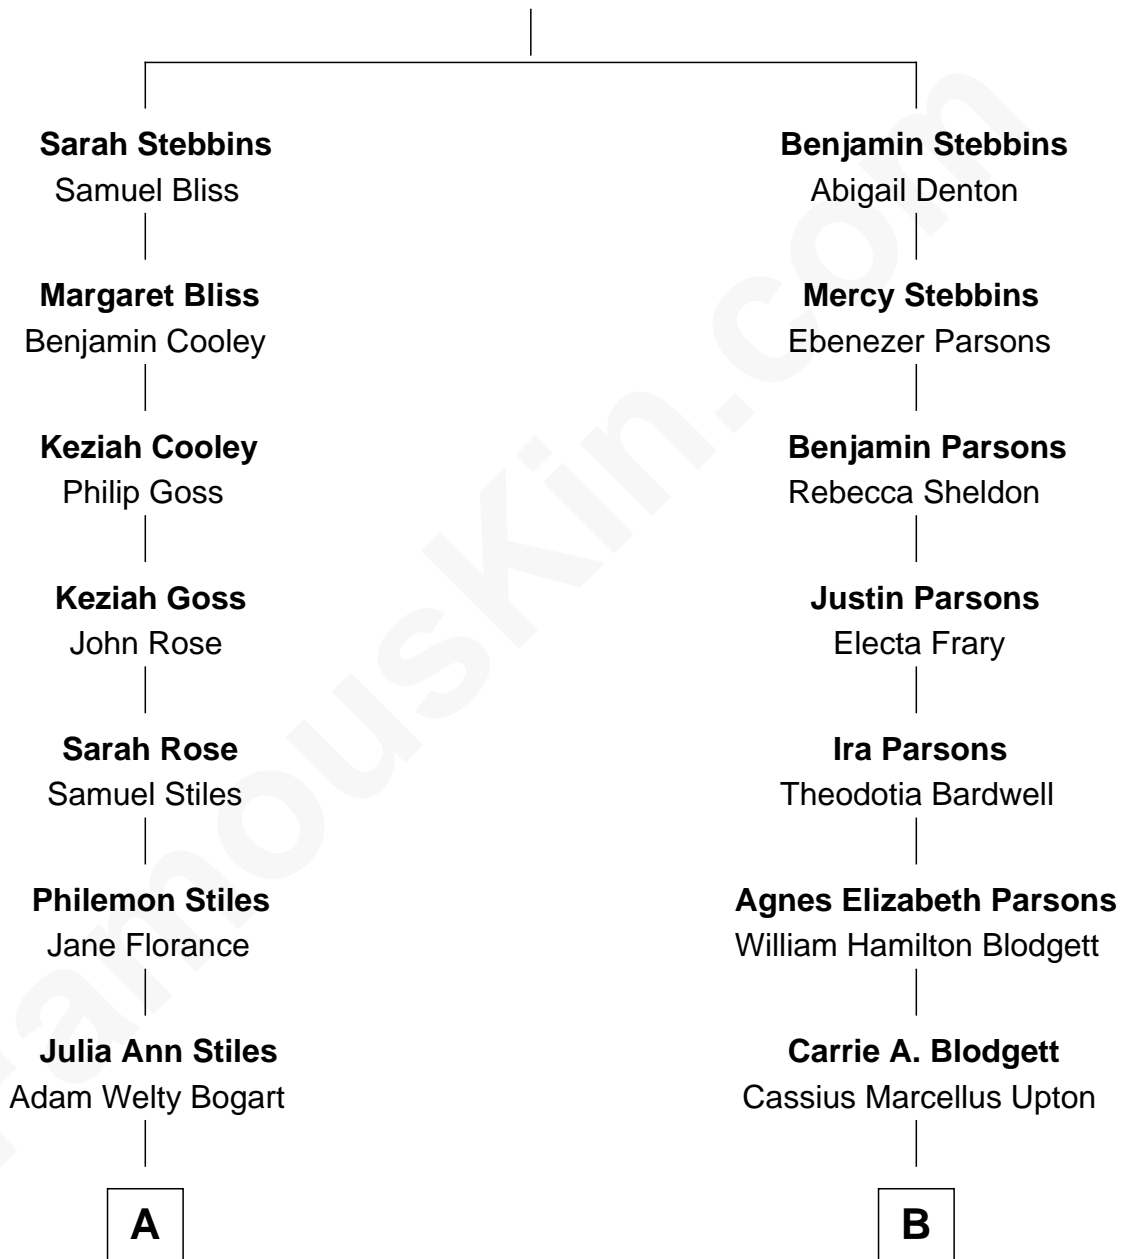 Sarah Stebbins
Samuel Bliss
Margaret Bliss
Benjamin Cooley
Keziah Cooley
Philip Goss
Keziah Goss
John Rose
Sarah Rose
Samuel Stiles
Philemon Stiles
Jane Florance
Julia Ann Stiles
Adam Welty Bogart
A
Benjamin Stebbins
Abigail Denton
Mercy Stebbins
Ebenezer Parsons
Benjamin Parsons
Rebecca Sheldon
Justin Parsons
Electa Frary
Ira Parsons
Theodotia Bardwell
Agnes Elizabeth Parsons
William Hamilton Blodgett
Carrie A. Blodgett
Cassius Marcellus Upton
B
FamousKin.com